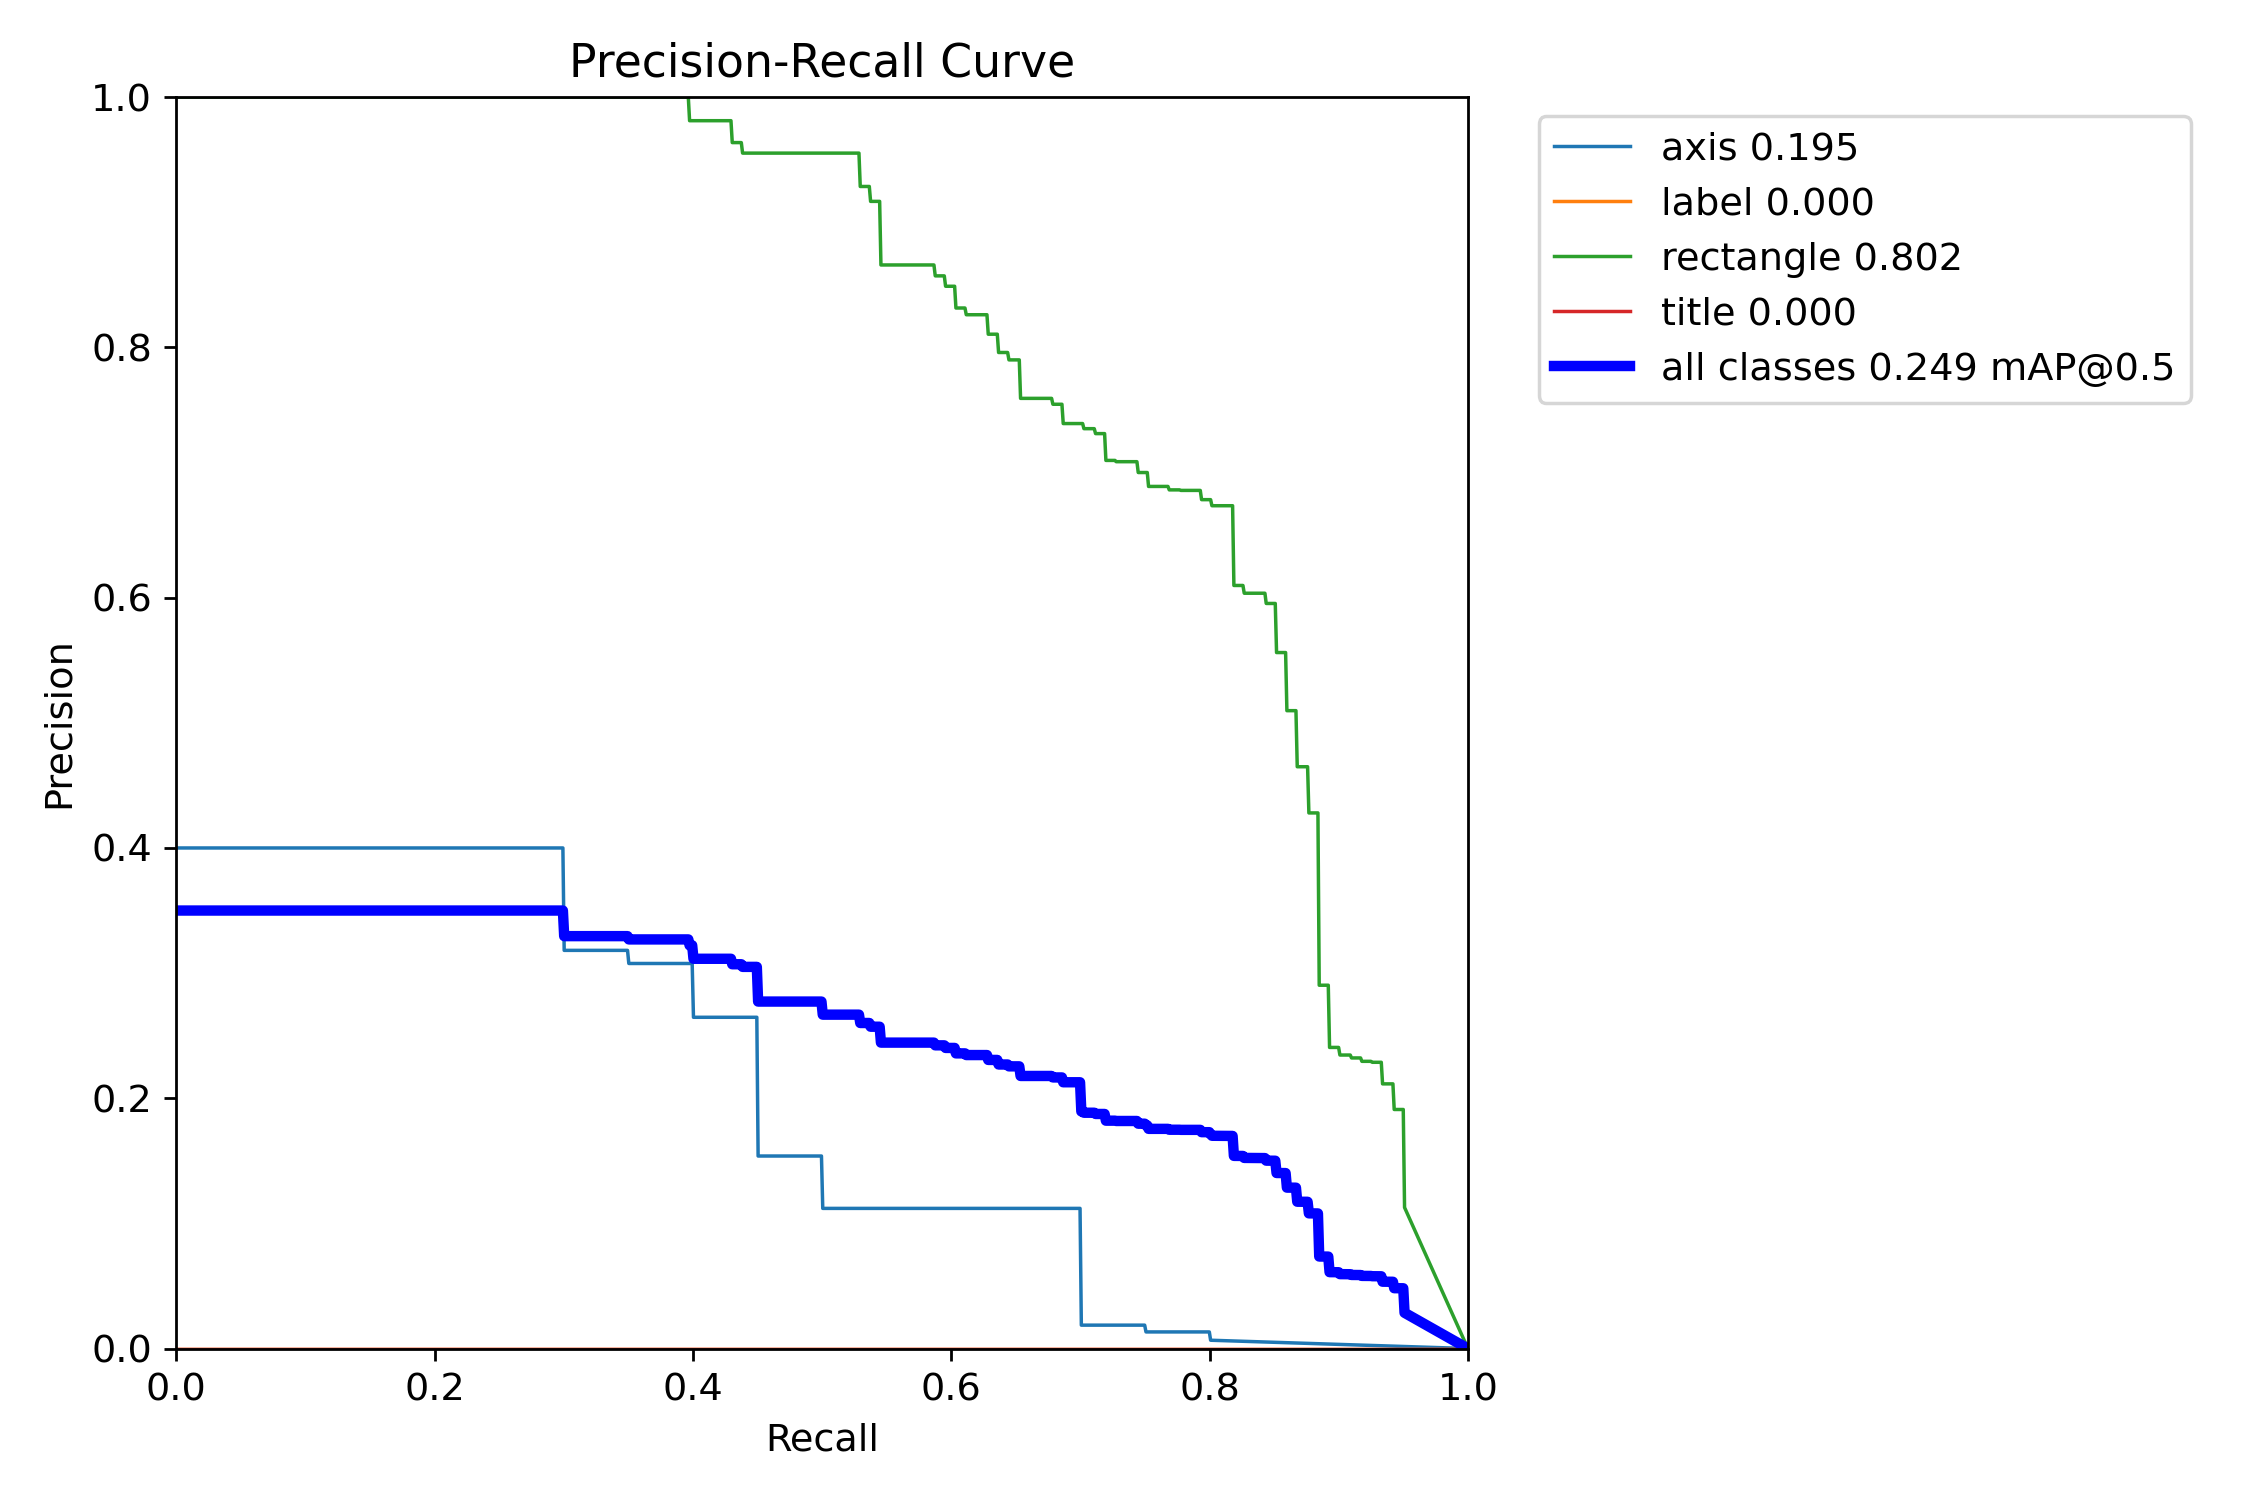 Precision-Recall Curve
1.0
0.8
0.6
0.4
0.2
0.0
Precision
0.0 0.2 0.4 0.6 0.8 1.0
Recall
axis 0.195
label 0.000
rectangle 0.802
title 0.000
all classes 0.249 mAP@0.5